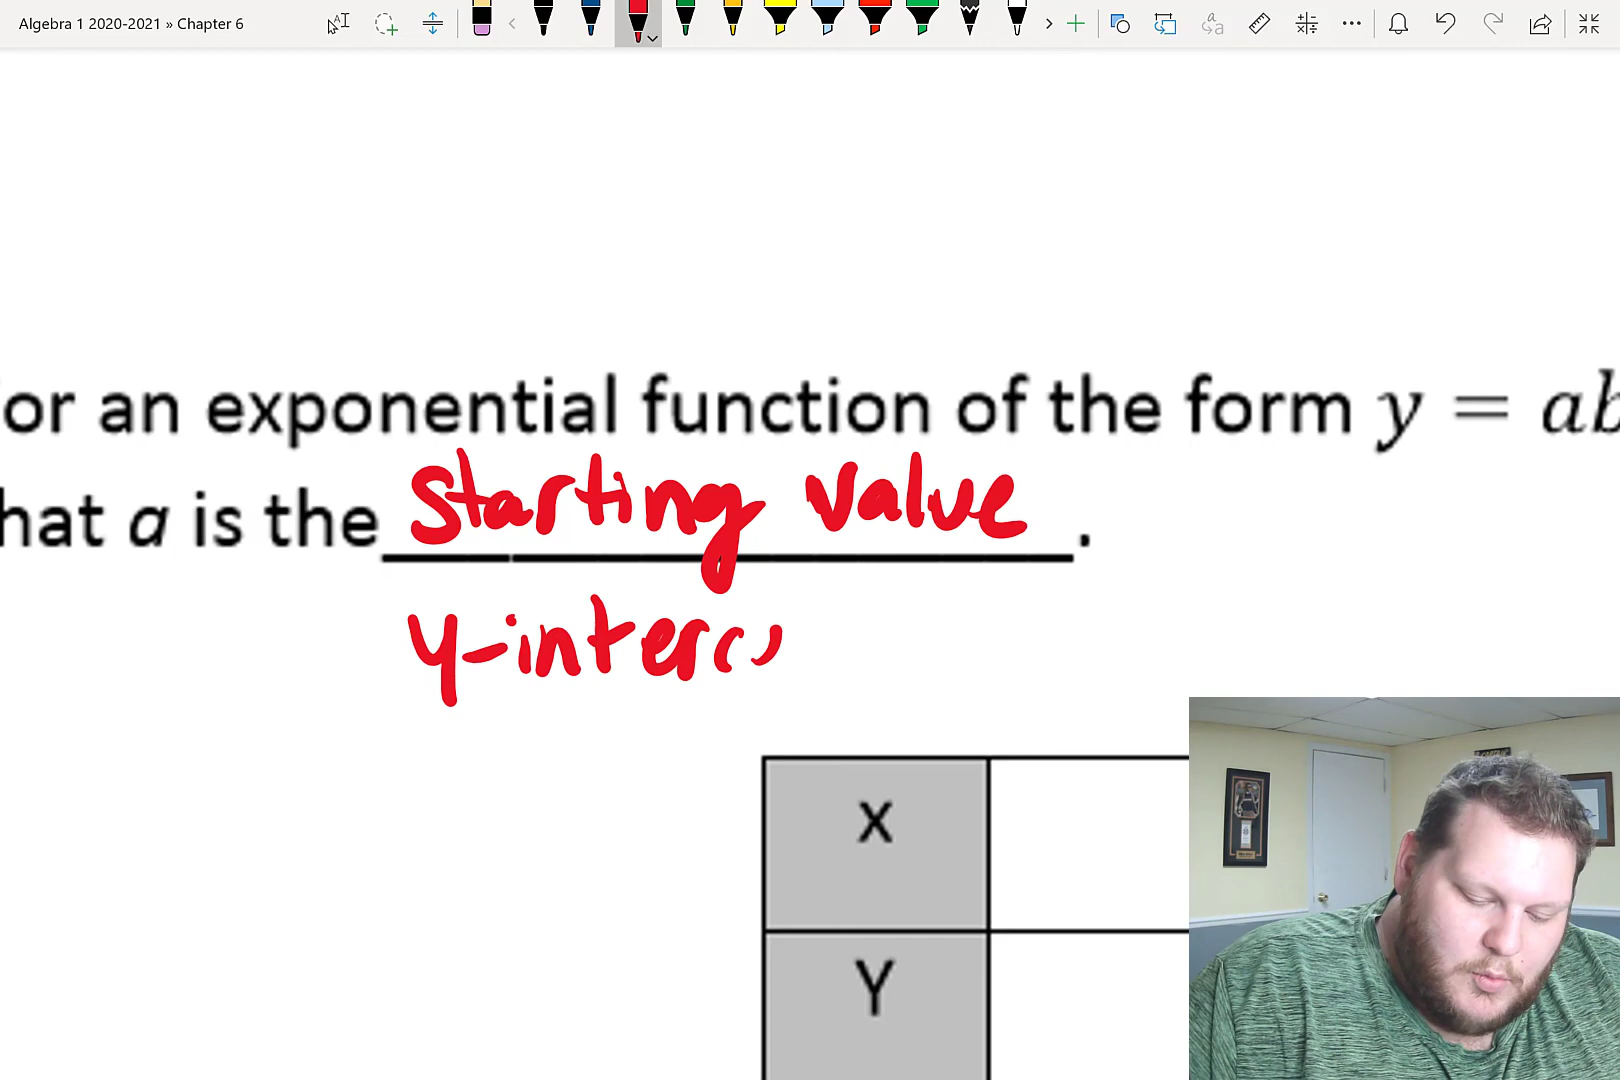 Algebra 1 2020-2021 » Chapter 6
or an exponential function of the form y = ab
hat a is the starting value.
y-interc
X
Y